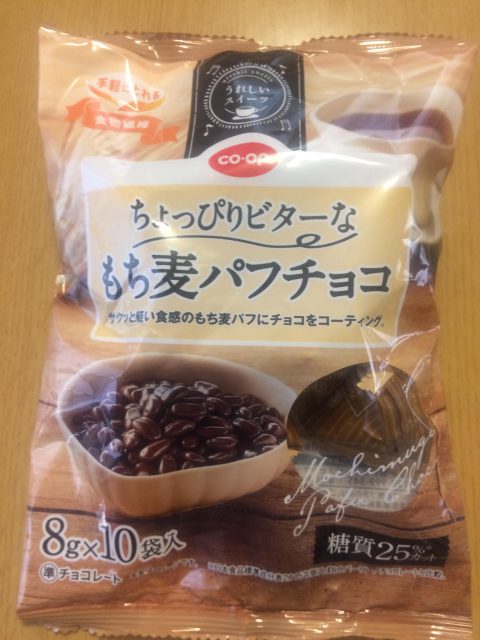 手軽にとれる
食物繊維
うれしい
スイーツ
co-op
ちょっぴりビターな
もち麦パフチョコ
サクッと軽い食感のもち麦パフにチョコをコーティング。
Mochimugi
Pafu Choco
8g×10袋入
糖質25%カット
準チョコレート